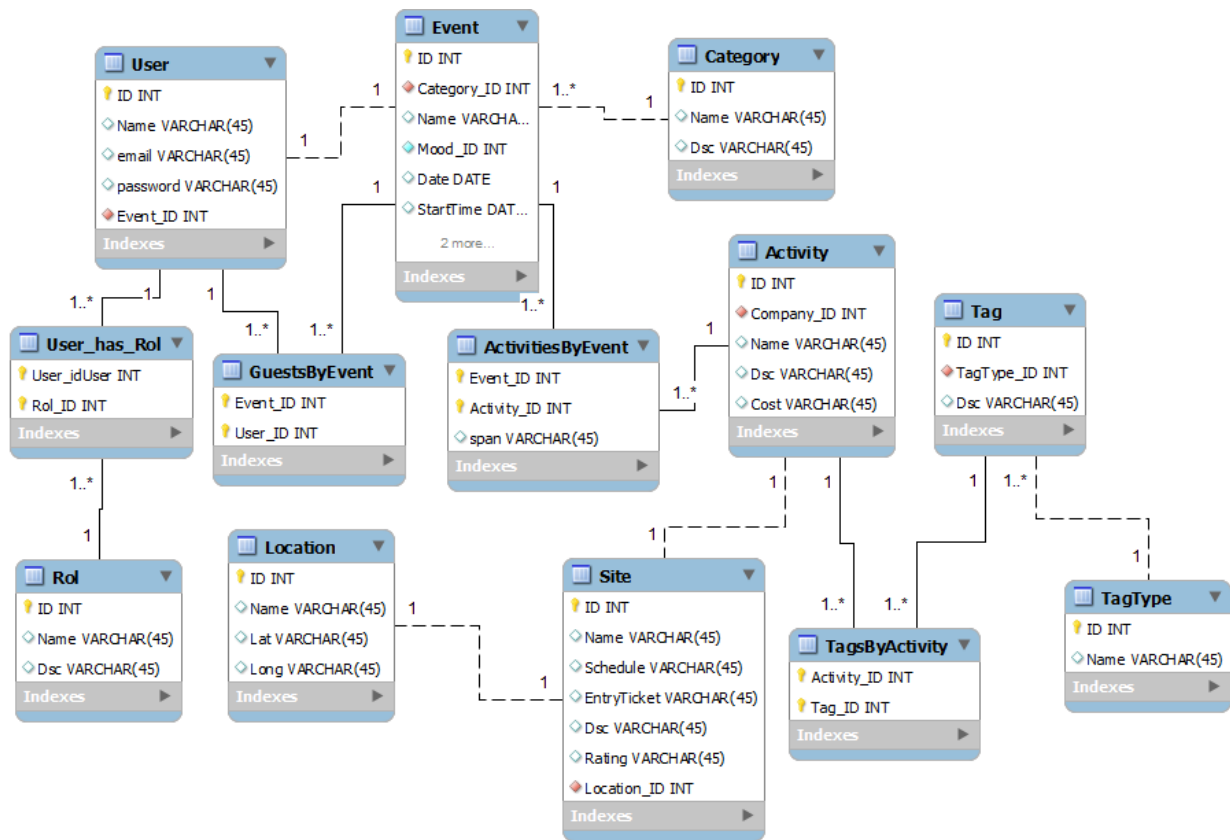 User
ID INT
Name VARCHAR(45)
email VARCHAR(45)
password VARCHAR(45)
Event_ID INT
Indexes
Event
ID INT
Category_ID INT
Name VARCHA...
Mood_ID INT
Date DATE
StartTime DAT...
2 more...
Indexes
Category
ID INT
Name VARCHAR(45)
Dsc VARCHAR(45)
Indexes
1
1
1..*
1
1
1
1..*
1
1
1..*
1..*
1..*
User_has_Rol
User_idUser INT
Rol_ID INT
Indexes
GuestsByEvent
Event_ID INT
User_ID INT
Indexes
ActivitiesByEvent
Event_ID INT
Activity_ID INT
span VARCHAR(45)
Indexes
1
1..*
Activity
ID INT
Company_ID INT
Name VARCHAR(45)
Dsc VARCHAR(45)
Cost VARCHAR(45)
Indexes
Tag
ID INT
TagType_ID INT
Dsc VARCHAR(45)
Indexes
1..*
1
1
1
1
1..*
1
1
1
1..*
1..*
1
Rol
ID INT
Name VARCHAR(45)
Dsc VARCHAR(45)
Indexes
Location
ID INT
Name VARCHAR(45)
Lat VARCHAR(45)
Long VARCHAR(45)
Indexes
Site
ID INT
Name VARCHAR(45)
Schedule VARCHAR(45)
EntryTicket VARCHAR(45)
Dsc VARCHAR(45)
Rating VARCHAR(45)
Location_ID INT
Indexes
TagsByActivity
Activity_ID INT
Tag_ID INT
Indexes
TagType
ID INT
Name VARCHAR(45)
Indexes